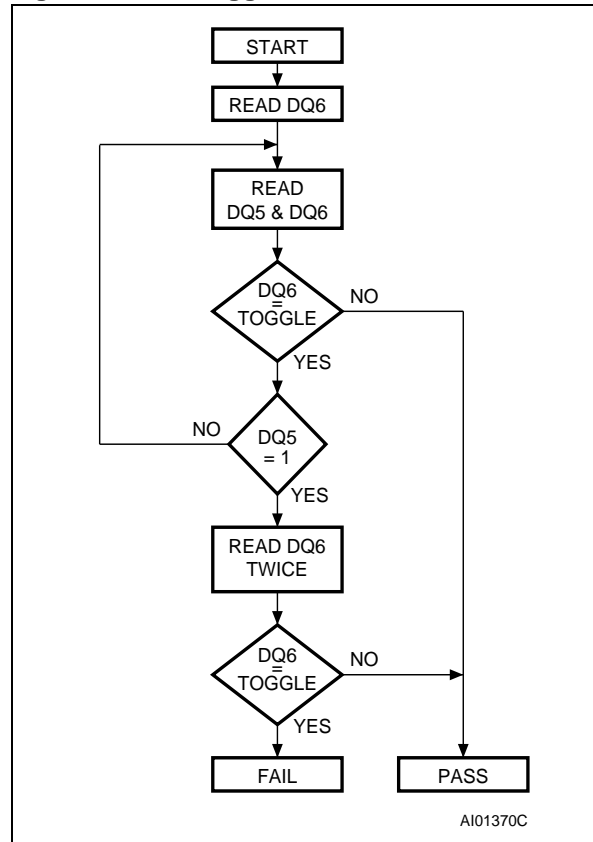 START
READ DQ6
READ
DQ5 & DQ6
DQ6
=
TOGGLE
NO
YES
NO
DQ5
= 1
YES
READ DQ6
TWICE
DQ6
=
TOGGLE
NO
YES
FAIL
PASS
AI01370C